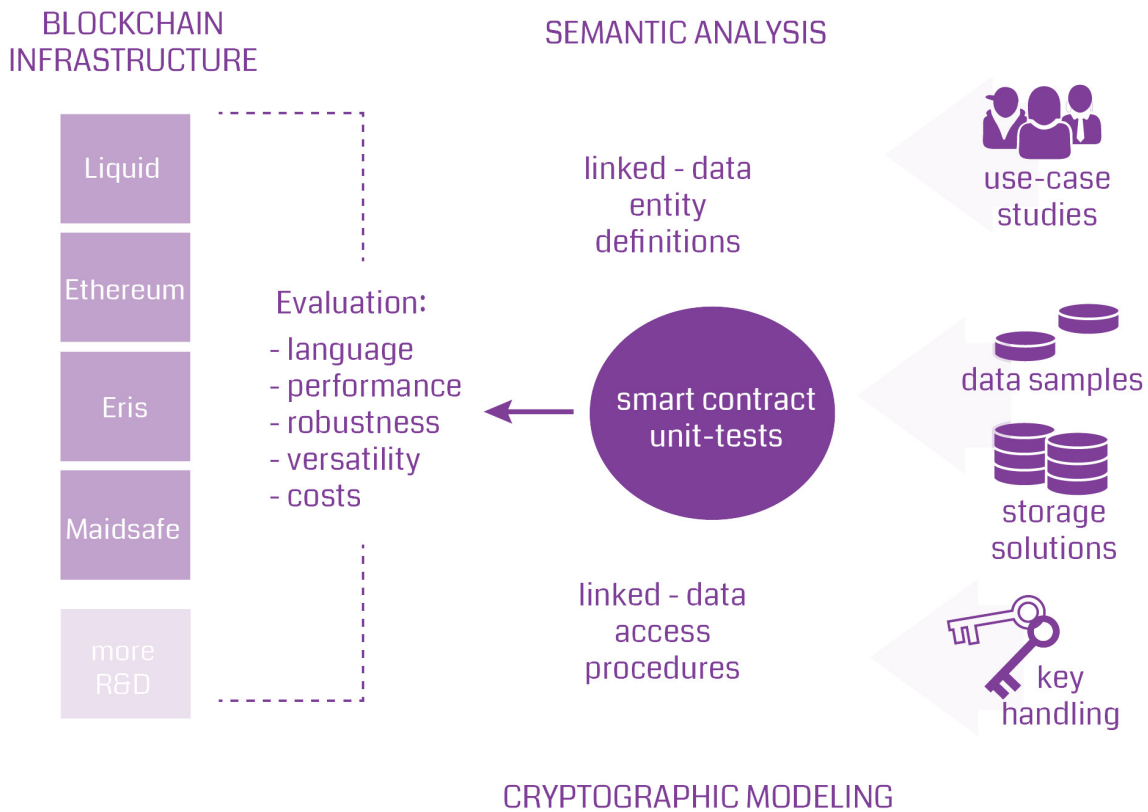 BLOCKCHAIN
INFRASTRUCTURE
Liquid
Ethereum
Eris
Maidsafe
more
R&D
Evaluation:
- language
- performance
- robustness
- versatility
- costs
SEMANTIC ANALYSIS
linked - data
entity
definitions
smart contract
unit-tests
linked - data
access
procedures
CRYPTOGRAPHIC MODELING
use-case
studies
data samples
storage
solutions
key
handling